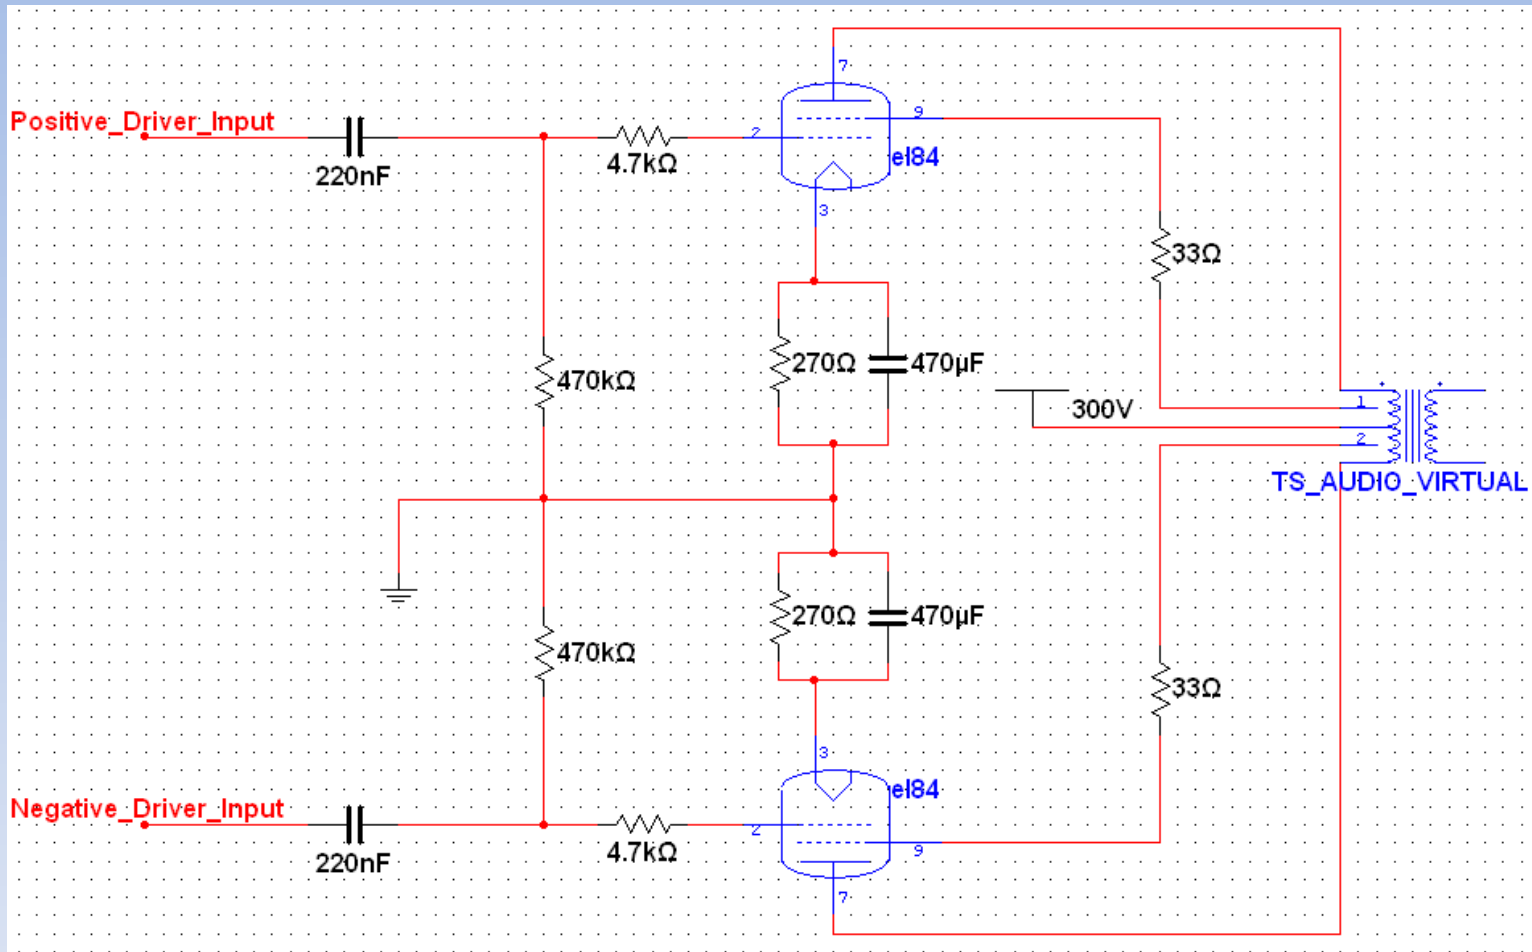 7
Positive_Driver_Input
9
2
4.7kΩ
el84
220nF
3
33Ω
270Ω
470µF
470kΩ
300V
1
2
TS_AUDIO_VIRTUAL
270Ω
470µF
470kΩ
33Ω
3
el84
Negative_Driver_Input
2
4.7kΩ
9
220nF
7